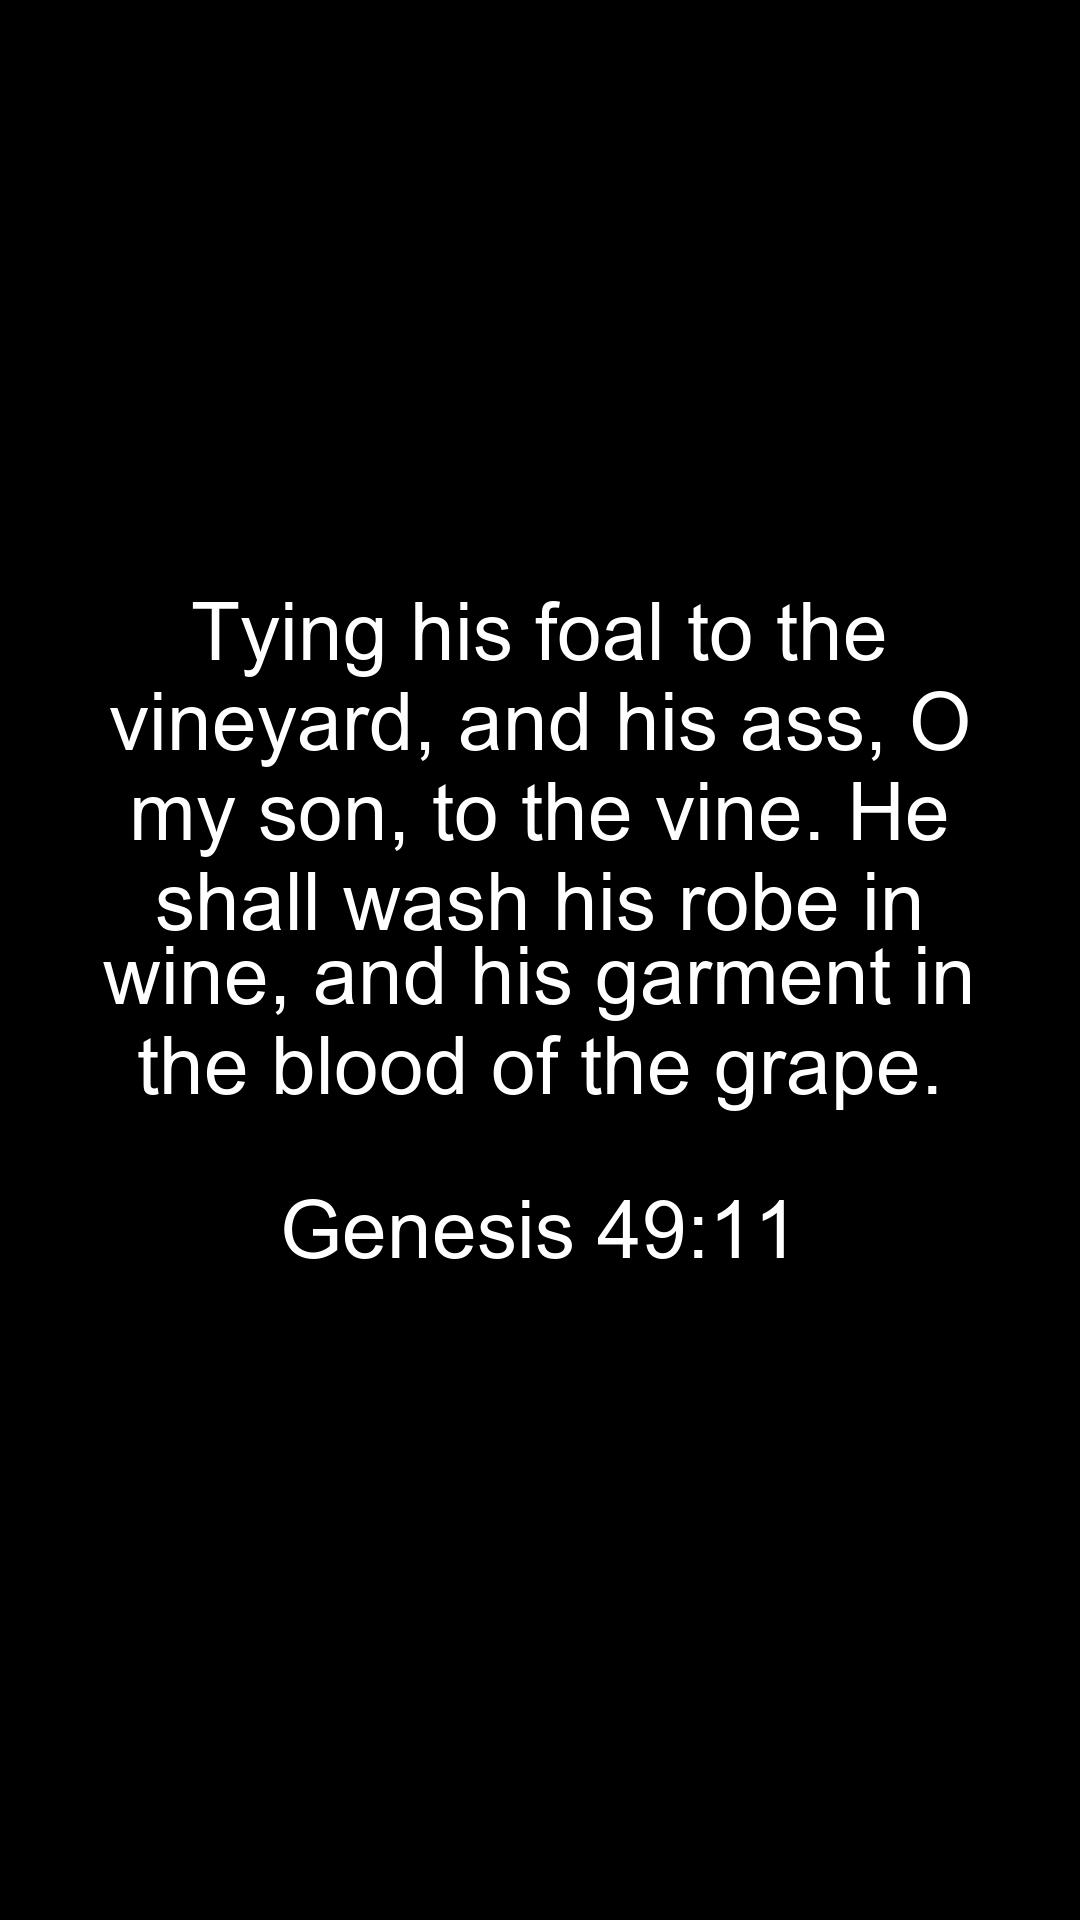 Tying his foal to the
vineyard, and his ass, O
my son, to the vine. He
shall wash his robe in
wine, and his garment in
the blood of the grape.
Genesis 49:11